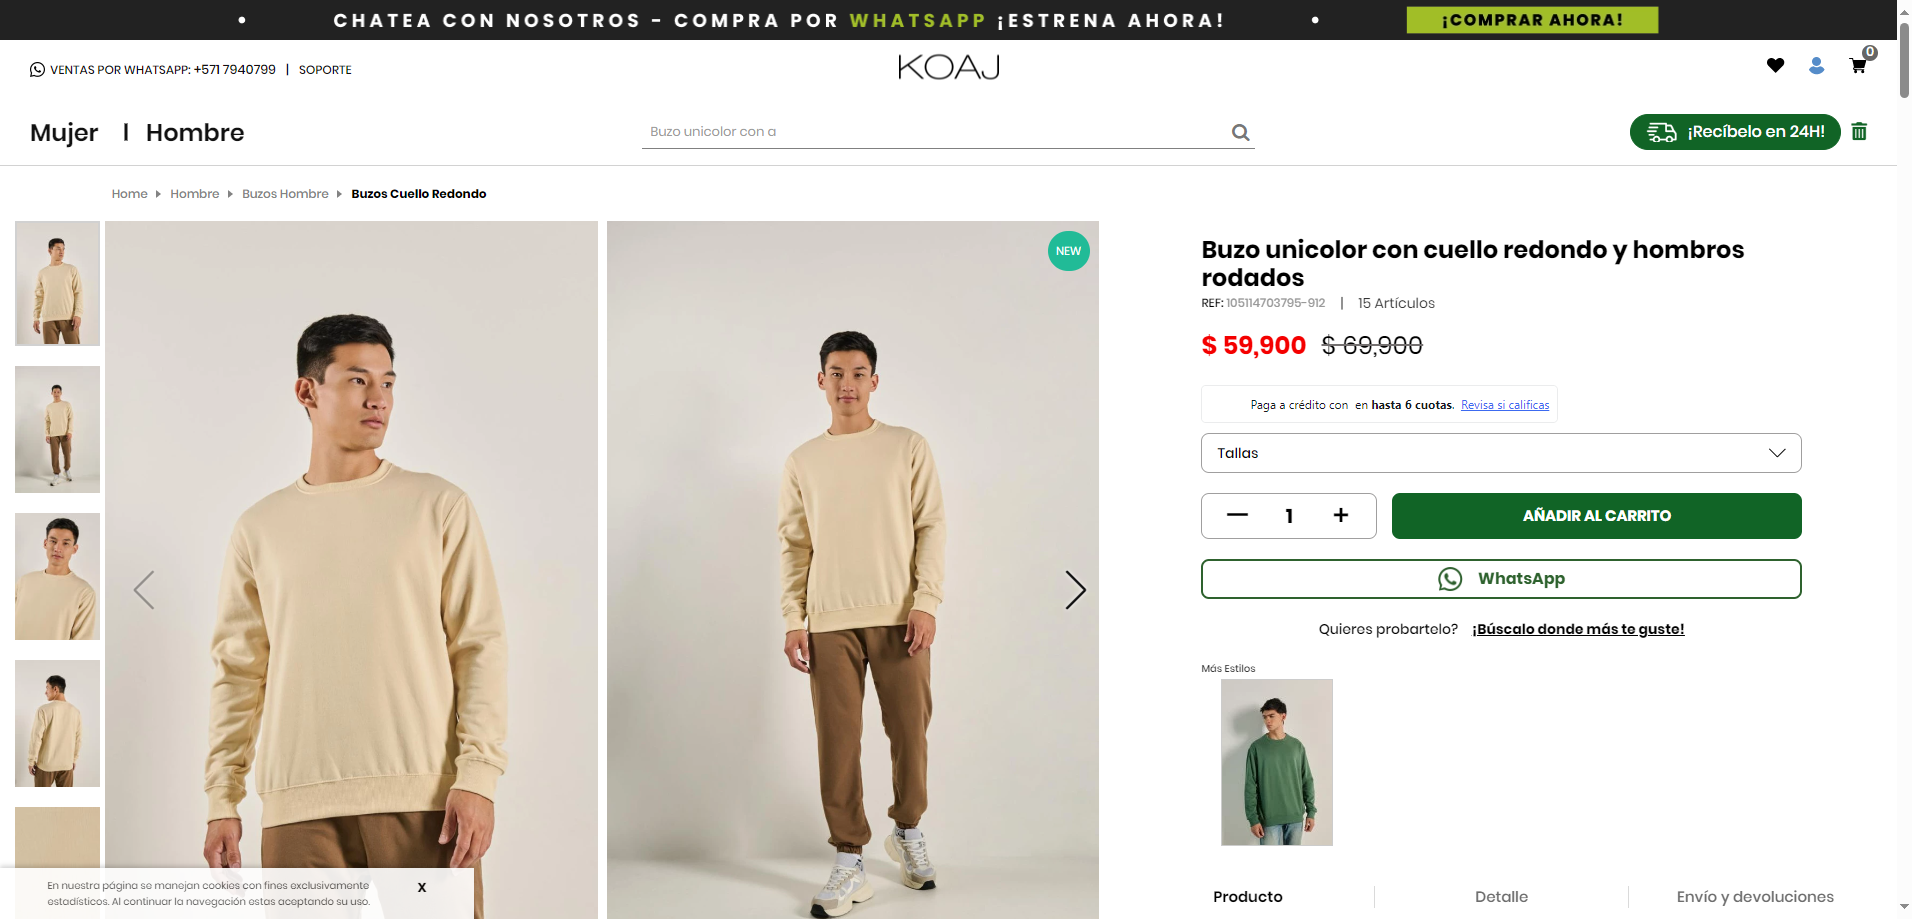 CHATEA CON NOSOTROS - COMPRA POR WHATSAPP ¡ESTRENA AHORA!
¡COMPRAR AHORA!
VENTAS POR WHATSAPP: +571 7940799 | SOPORTE
KOAJ
0
Mujer | Hombre
Buzo unicolor con a
¡Recíbelo en 24H!
Home Hombre Buzos Hombre Buzos Cuello Redondo
NEW
Buzo unicolor con cuello redondo y hombros
rodados
REF: 105114703795-912 | 15 Artículos
$ 59,900 $ 69,900
Paga a crédito con en hasta 6 cuotas. Revisa si calificas
Tallas
1
AÑADIR AL CARRITO
WhatsApp
Quieres probartelo? ¡Búscalo donde más te guste!
Más Estilos
Producto
Detalle
Envío y devoluciones
En nuestra página se manejan cookies con fines exclusivamente
estadísticos. Al continuar la navegación estas aceptando su uso.
X